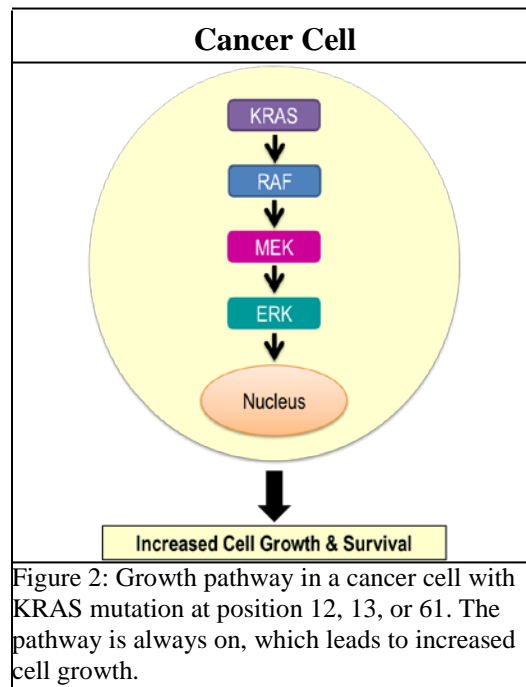 Cancer Cell
KRAS
RAF
MEK
ERK
Nucleus
Increased Cell Growth & Survival
Figure 2: Growth pathway in a cancer cell with
KRAS mutation at position 12, 13, or 61. The
pathway is always on, which leads to increased
cell growth.